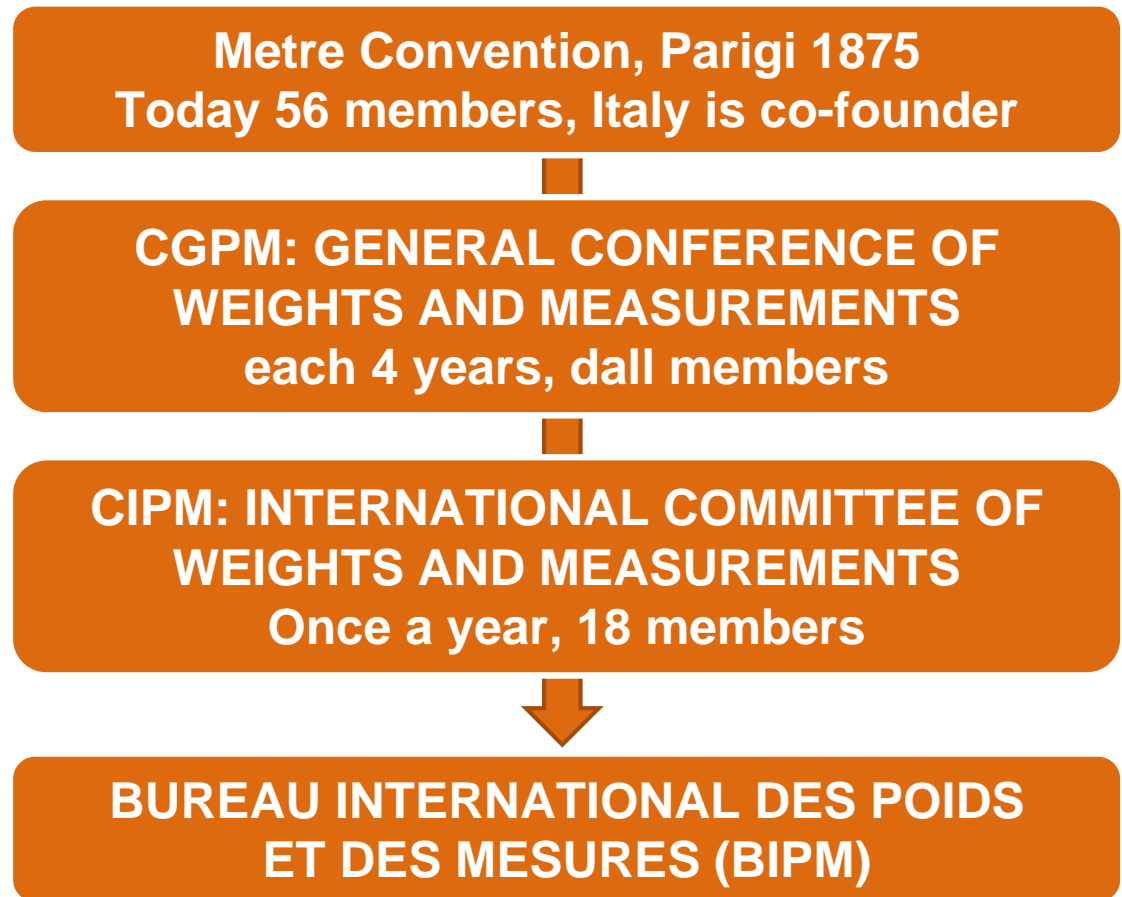 Metre Convention, Parigi 1875
Today 56 members, Italy is co-founder
CGPM: GENERAL CONFERENCE OF
WEIGHTS AND MEASUREMENTS
each 4 years, dall members
CIPM: INTERNATIONAL COMMITTEE OF
WEIGHTS AND MEASUREMENTS
Once a year, 18 members
BUREAU INTERNATIONAL DES POIDS
ET DES MESURES (BIPM)